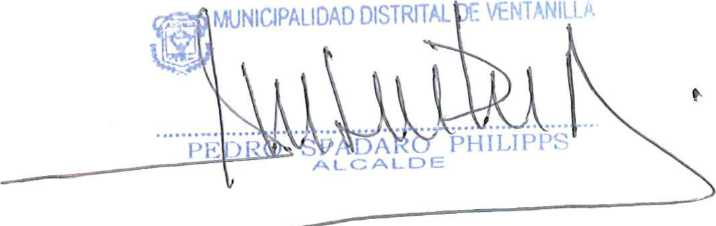 MUNICIPALIDAD DISTRITAL DE VENTANILLA
PEDRO SPADARO PHILIPPS
ALCALDE